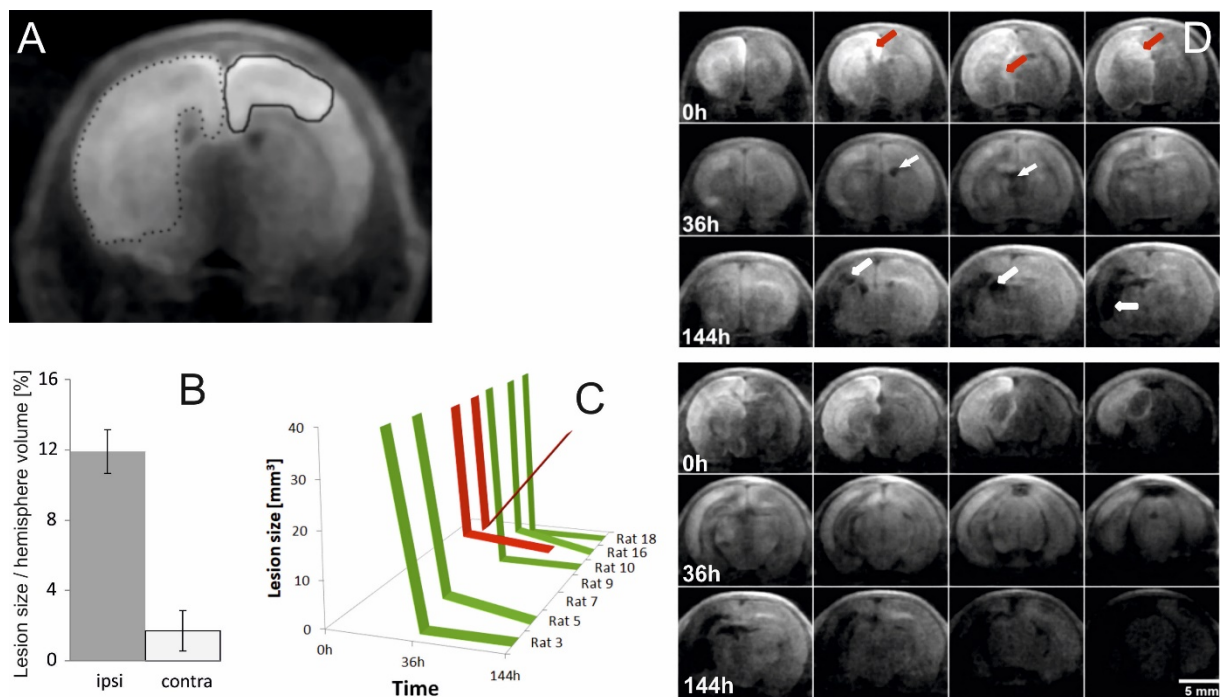 A
B
Lesion size / hemisphere volume [%]
16
12
8
4
0
ipsi
contra
C
Lesion size [mm³]
40
30
20
10
0
0h
36h
144h
Time
Rat 18
Rat 16
Rat 10
Rat 9
Rat 7
Rat 5
Rat 3
D
0h
36h
144h
0h
36h
144h
5 mm